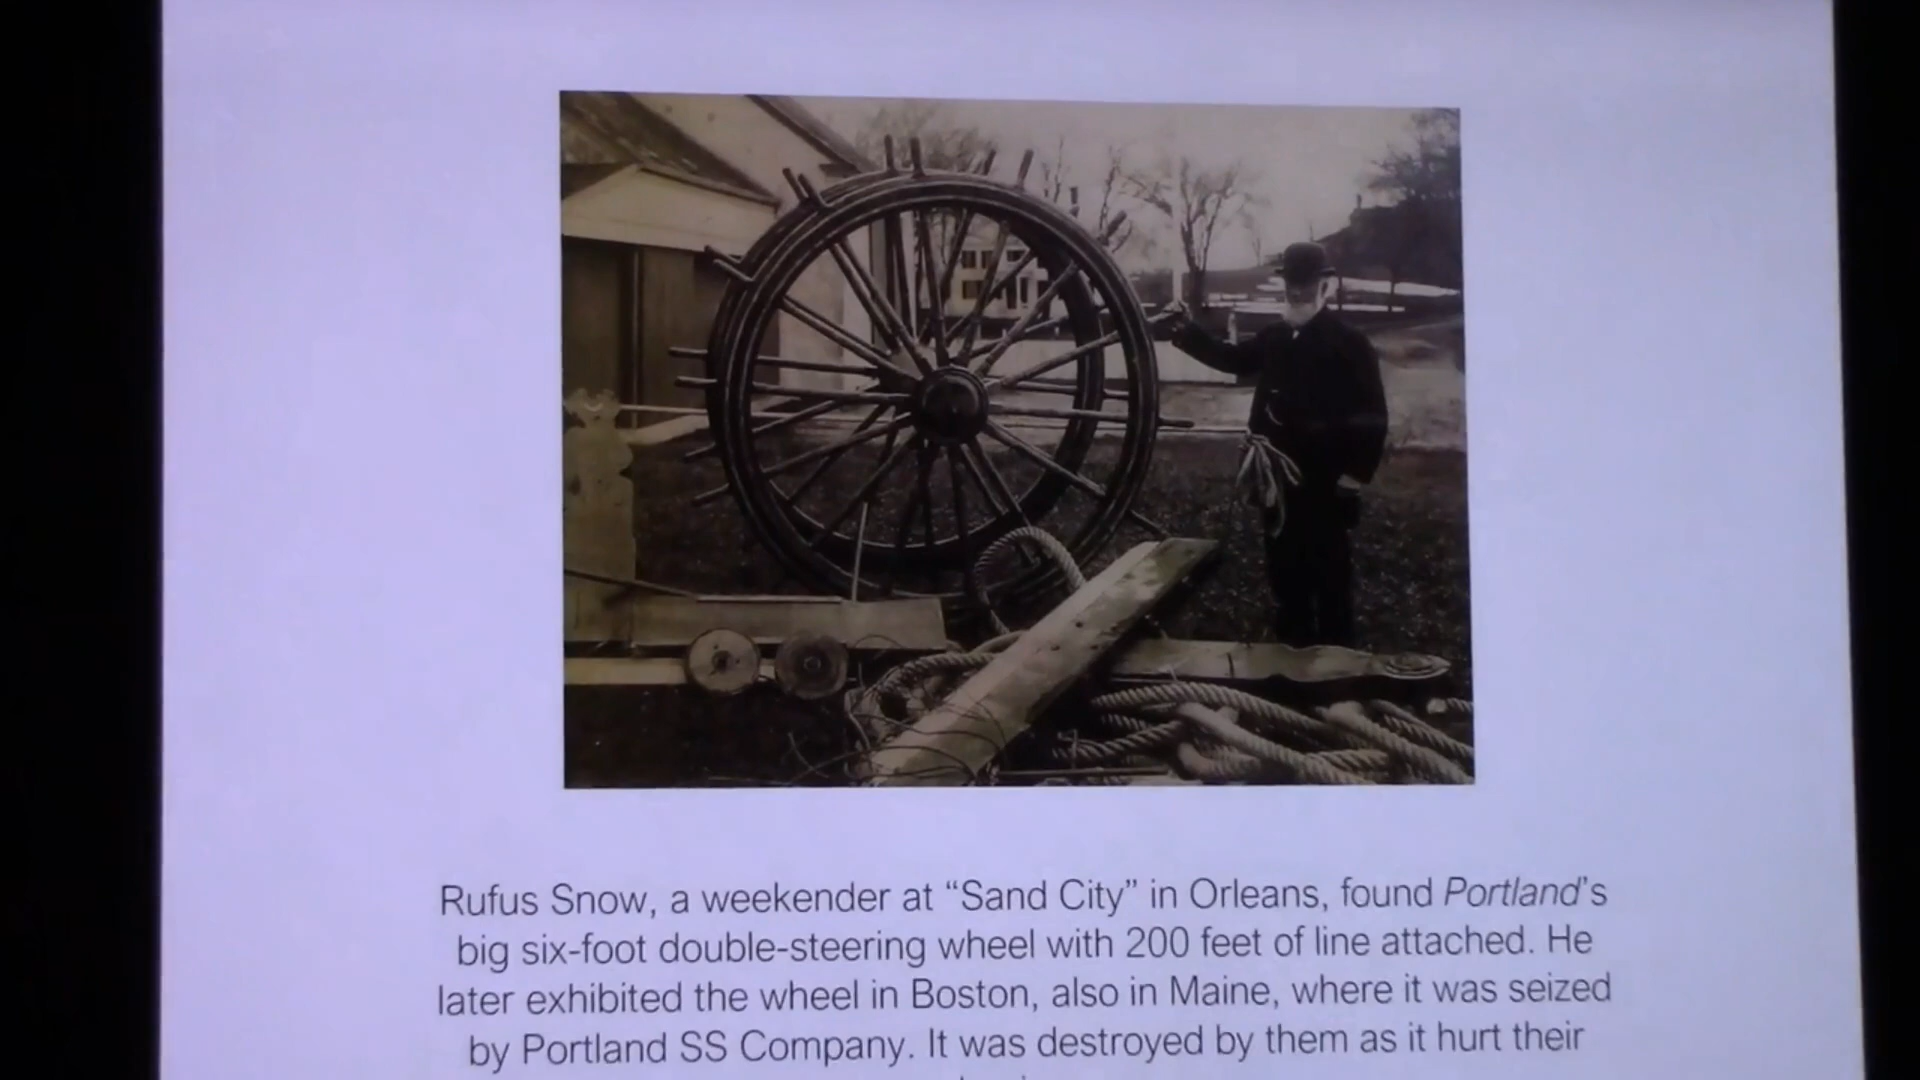 Rufus Snow, a weekender at “Sand City” in Orleans, found Portland’s
big six-foot double-steering wheel with 200 feet of line attached. He
later exhibited the wheel in Boston, also in Maine, where it was seized
by Portland SS Company. It was destroyed by them as it hurt their